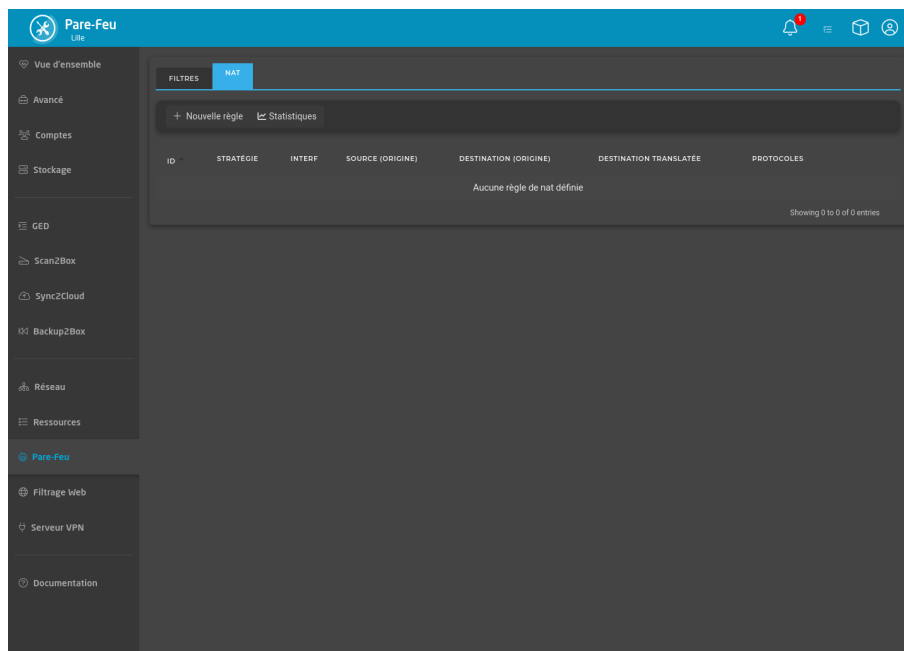 Pare-Feu
Lille
1
Vue d'ensemble
Avancé
Comptes
Stockage
GED
Scan2Box
Sync2Cloud
Backup2Box
Réseau
Ressources
Pare-Feu
Filtrage Web
Serveur VPN
Documentation
FILTRES NAT
+ Nouvelle règle Statistiques
ID STRATÉGIE INTERF SOURCE (ORIGINE) DESTINATION (ORIGINE) DESTINATION TRANSLATÉE PROTOCOLES
Aucune règle de nat définie
Showing 0 to 0 of 0 entries